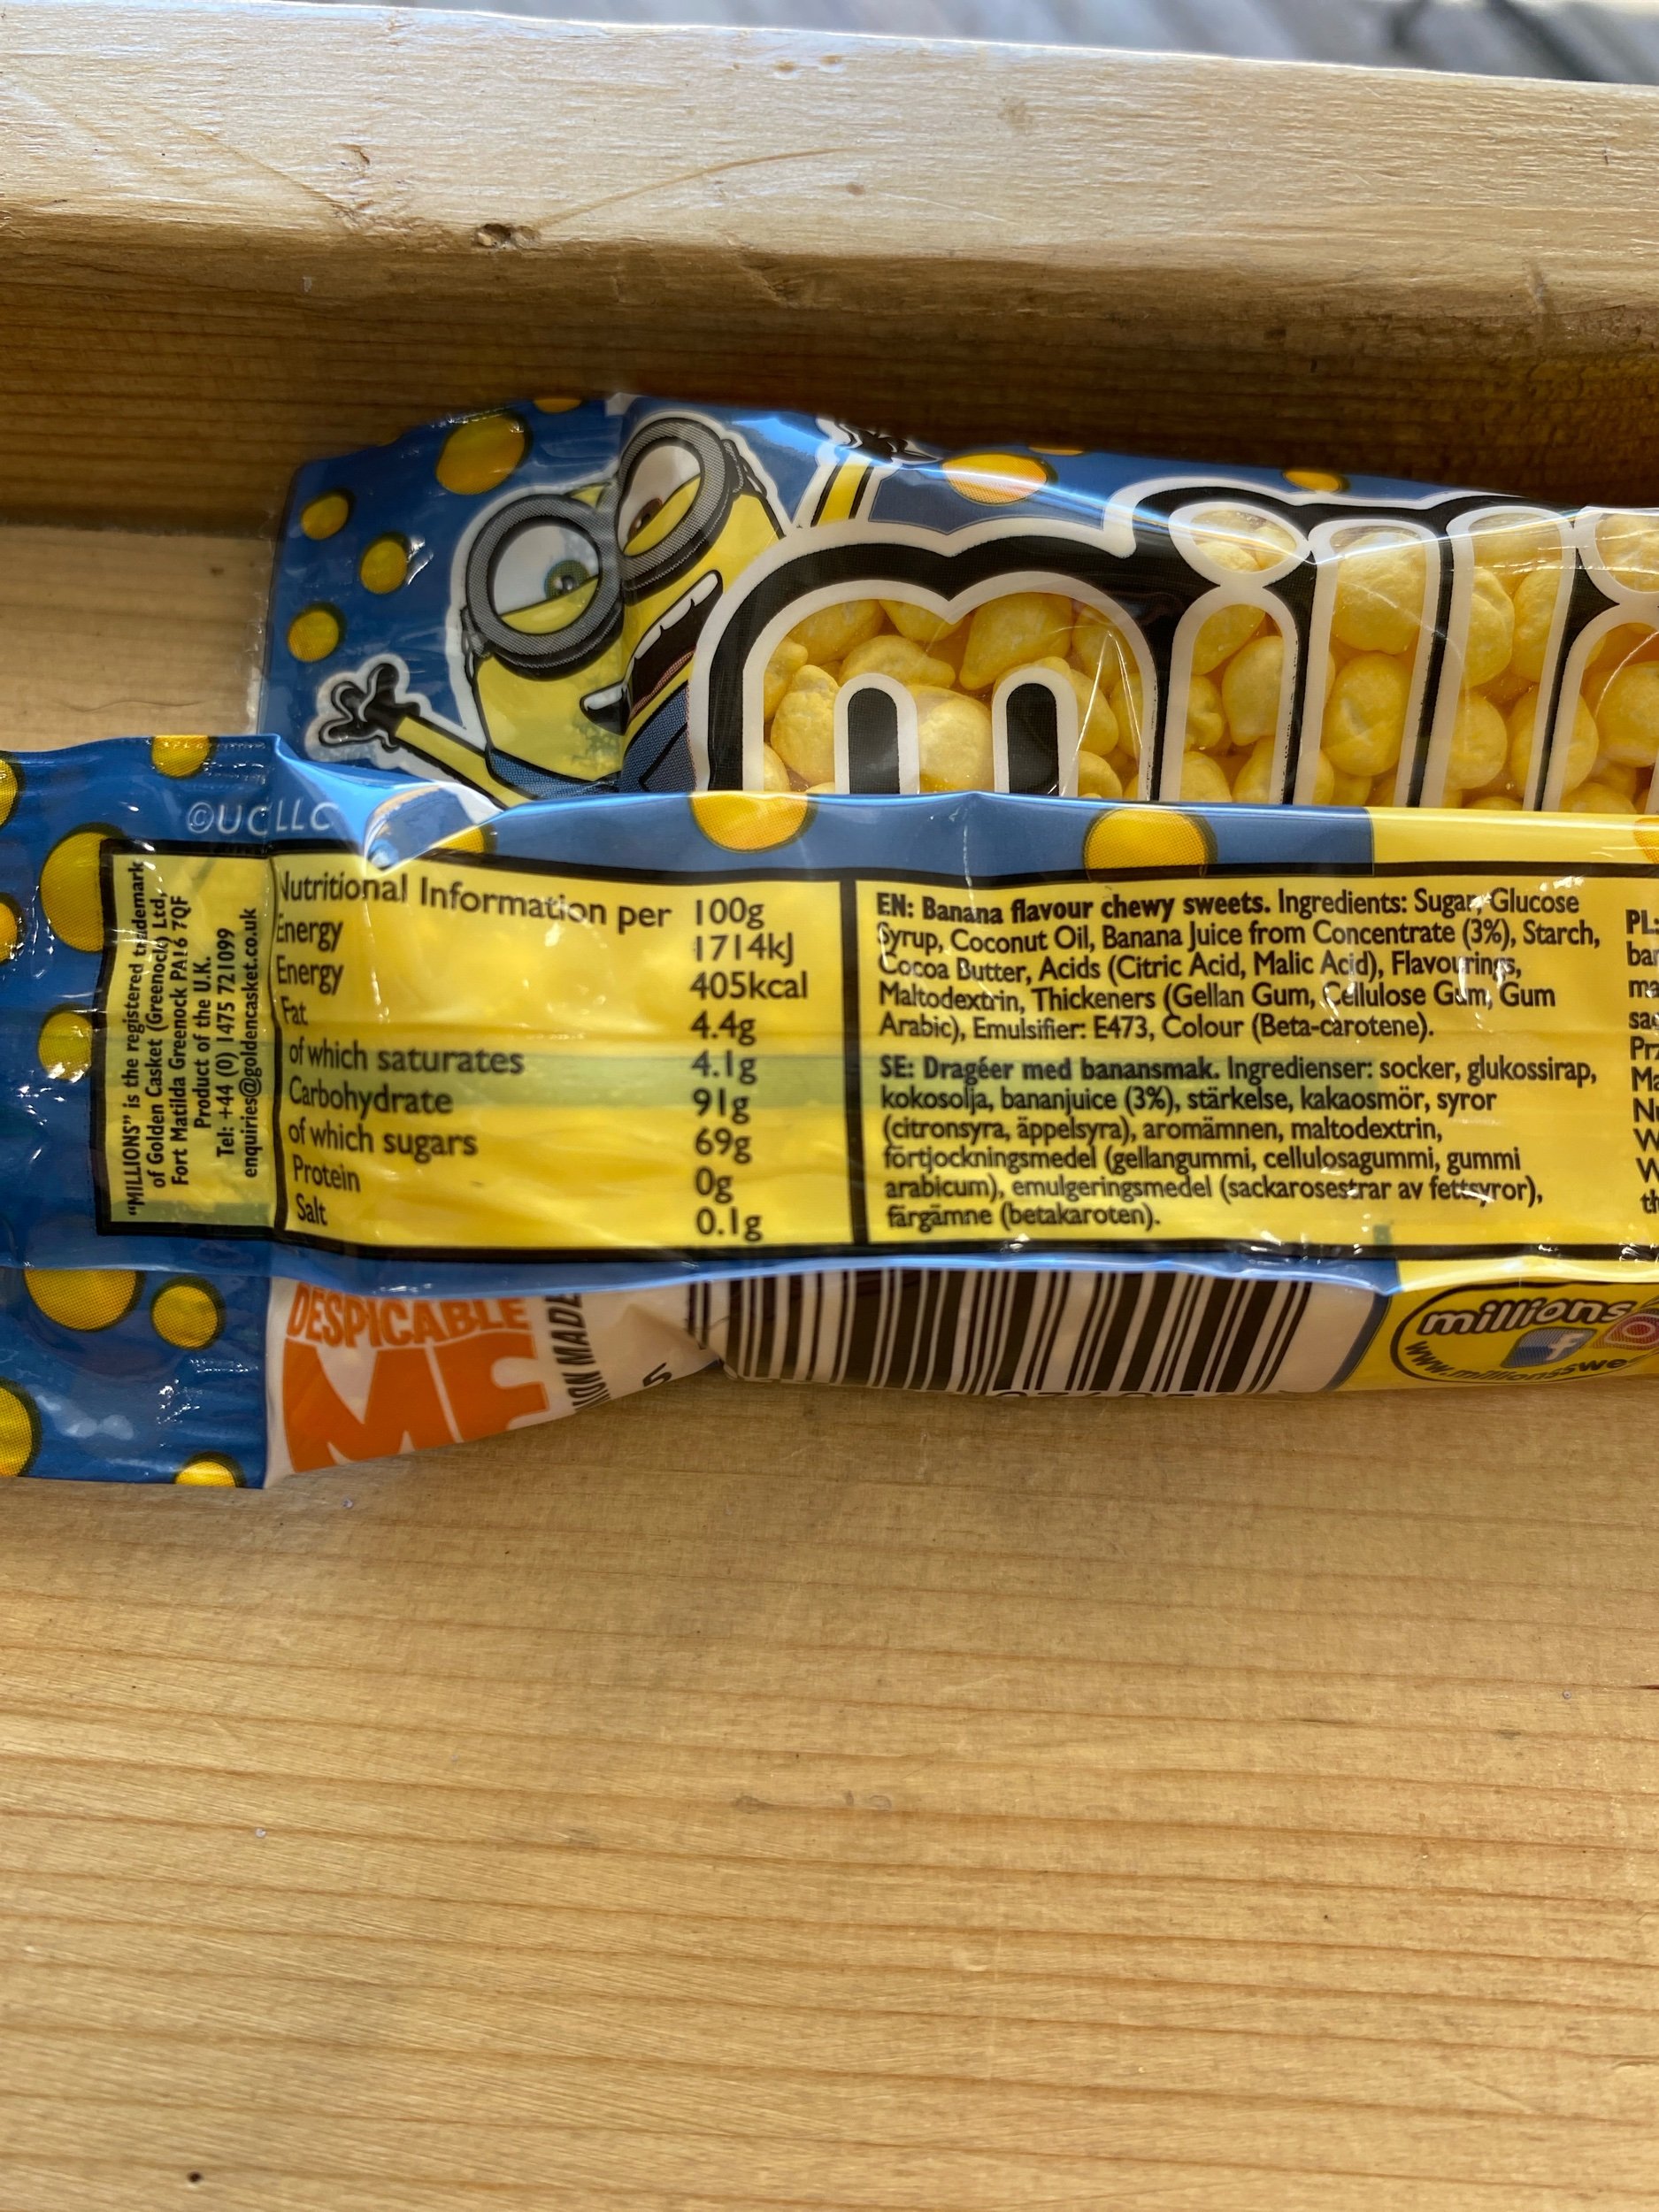 milli
©UCLLC
"MILLIONS" is the registered trademark
of Golden Casket (Greenock) Ltd,
Fort Matilda Greenock PA16 7QF
Product of the U.K.
Tel: +44 (0) 1475 721099
enquiries@goldencasket.co.uk
Nutritional Information per 100g
Energy 1714kJ
Energy 405kcal
Fat 4.4g
of which saturates 4.1g
Carbohydrate 91g
of which sugars 69g
Protein 0g
Salt 0.1g
EN: Banana flavour chewy sweets. Ingredients: Sugar, Glucose
Syrup, Coconut Oil, Banana Juice from Concentrate (3%), Starch,
Cocoa Butter, Acids (Citric Acid, Malic Acid), Flavourings,
Maltodextrin, Thickeners (Gellan Gum, Cellulose Gum, Gum
Arabic), Emulsifier: E473, Colour (Beta-carotene).
SE: Dragéer med banansmak. Ingredienser: socker, glukossirap,
kokosolja, bananjuice (3%), stärkelse, kakaosmör, syror
(citronsyra, äppelsyra), aromämnen, maltodextrin,
förtjockningsmedel (gellangummi, cellulosagummi, gummi
arabicum), emulgeringsmedel (sackarosestrar av fettsyror),
färgämne (betakaroten).
PL:
DESPICABLE
ME
ION MADE
5
millions
f